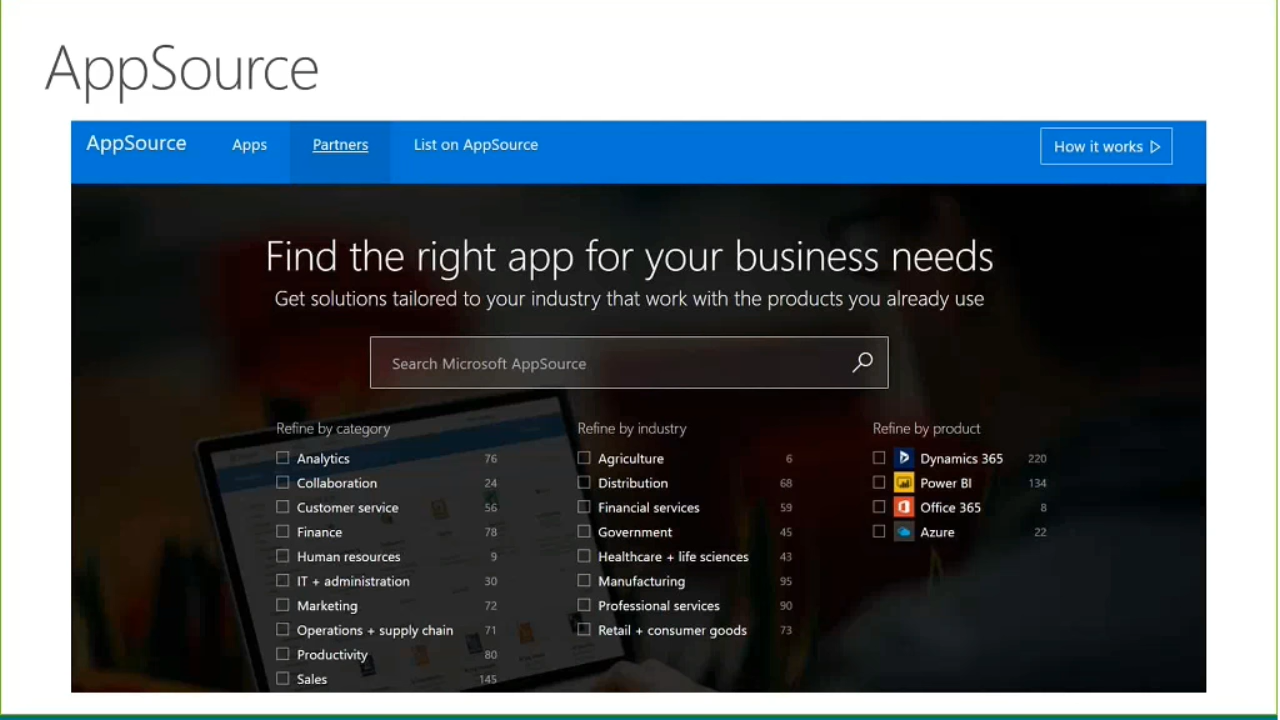 AppSource
AppSource Apps Partners List on AppSource How it works
Find the right app for your business needs
Get solutions tailored to your industry that work with the products you already use
Search Microsoft AppSource
Refine by category
Analytics 76
Collaboration 24
Customer service 56
Finance 78
Human resources 9
IT + administration 30
Marketing 72
Operations + supply chain 71
Productivity 80
Sales 145
Refine by industry
Agriculture 6
Distribution 68
Financial services 59
Government 45
Healthcare + life sciences 43
Manufacturing 95
Professional services 90
Retail + consumer goods 73
Refine by product
Dynamics 365 220
Power BI 134
Office 365 8
Azure 22